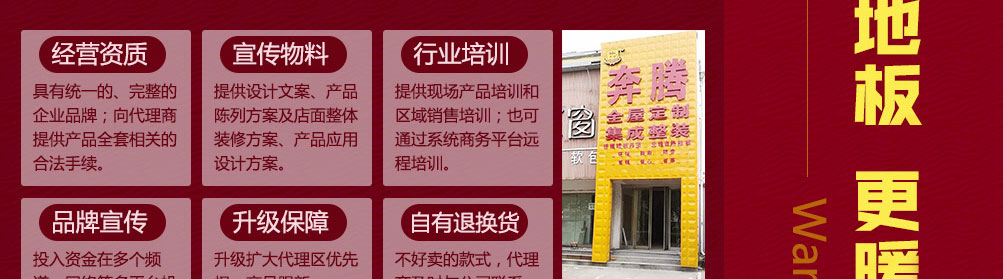 经营资质
具有统一的、完整的
企业品牌；向代理商
提供产品全套相关的
合法手续。
宣传物料
提供设计文案、产品
陈列方案及店面整体
装修方案、产品应用
设计方案。
行业培训
提供现场产品培训和
区域销售培训；也可
通过系统商务平台远
程培训。
奔腾
全屋定制
集成整装
窗
软包
品牌宣传
投入资金在多个频
升级保障
升级扩大代理区优先
自有退换货
不好卖的款式，代理
地板 更暖
War